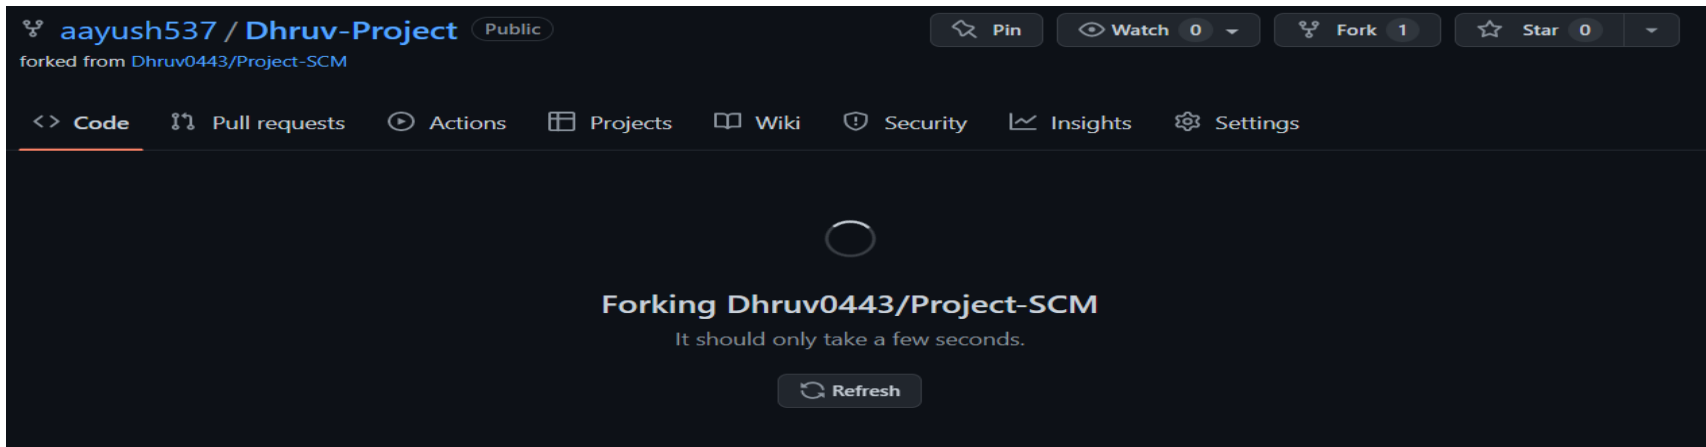 aayush537 / Dhruv-Project Public Pin Watch 0 Fork 1 Star 0
forked from Dhruv0443/Project-SCM
Code Pull requests Actions Projects Wiki Security Insights Settings
Forking Dhruv0443/Project-SCM
It should only take a few seconds.
Refresh